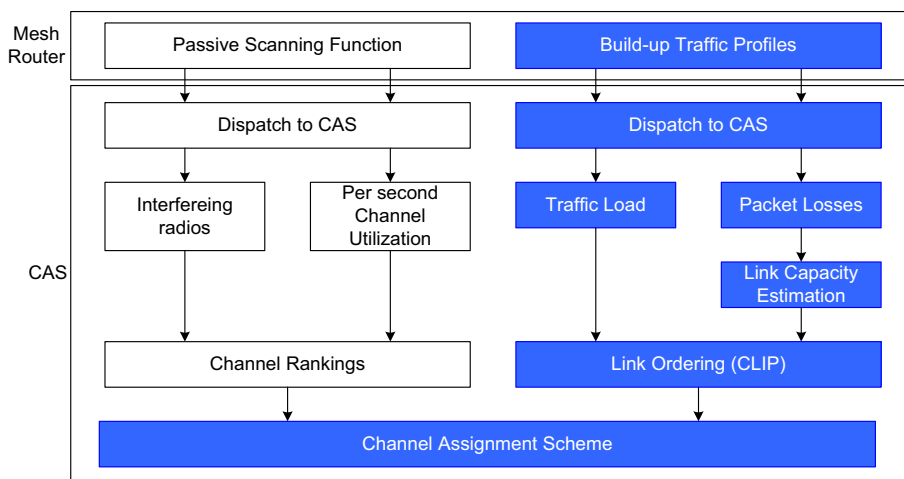 Mesh
Router
Passive Scanning Function
Build-up Traffic Profiles
Dispatch to CAS
Dispatch to CAS
Interfereing
radios
Per second
Channel
Utilization
Traffic Load
Packet Losses
CAS
Link Capacity
Estimation
Channel Rankings
Link Ordering (CLIP)
Channel Assignment Scheme